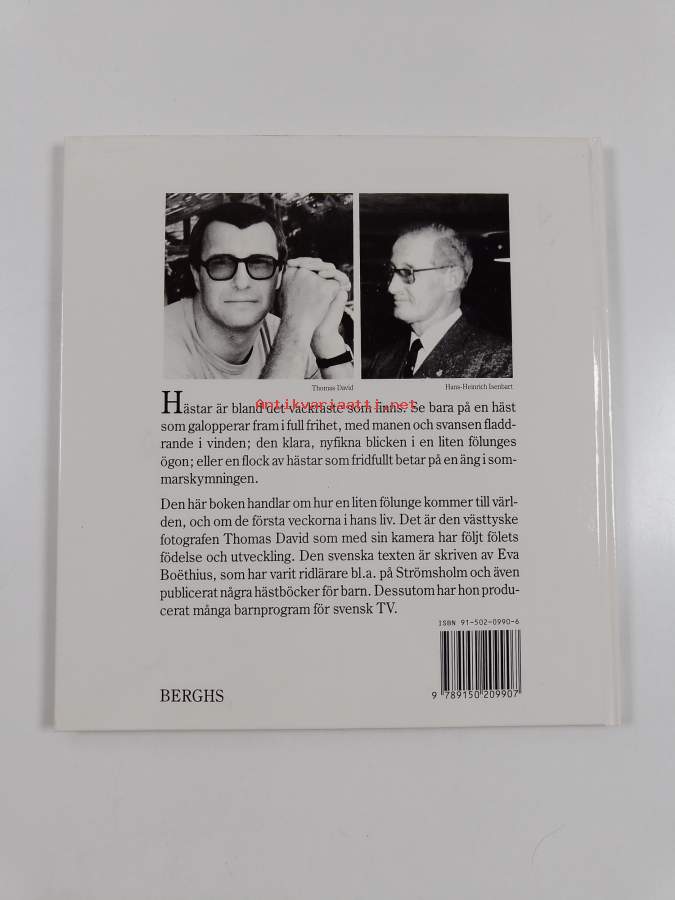 Thomas David
Hans-Heinrich Isenbart
Antikvariaatti.net
Hästar är bland det vackraste som finns. Se bara på en häst
som galopperar fram i full frihet, med manen och svansen fladd-
rande i vinden; den klara, nyfikna blicken i en liten fölunges
ögon; eller en flock av hästar som fridfullt betar på en äng i som-
marskymningen.
Den här boken handlar om hur en liten fölunge kommer till värl-
den, och om de första veckorna i hans liv. Det är den västtyske
fotografen Thomas David som med sin kamera har följt fölets
födelse och utveckling. Den svenska texten är skriven av Eva
Boëthius, som har varit ridlärare bl.a. på Strömsholm och även
publicerat några hästböcker för barn. Dessutom har hon produ-
cerat många barnprogram för svensk TV.
ISBN 91-502-0990-6
9 789150 209907
BERGHS